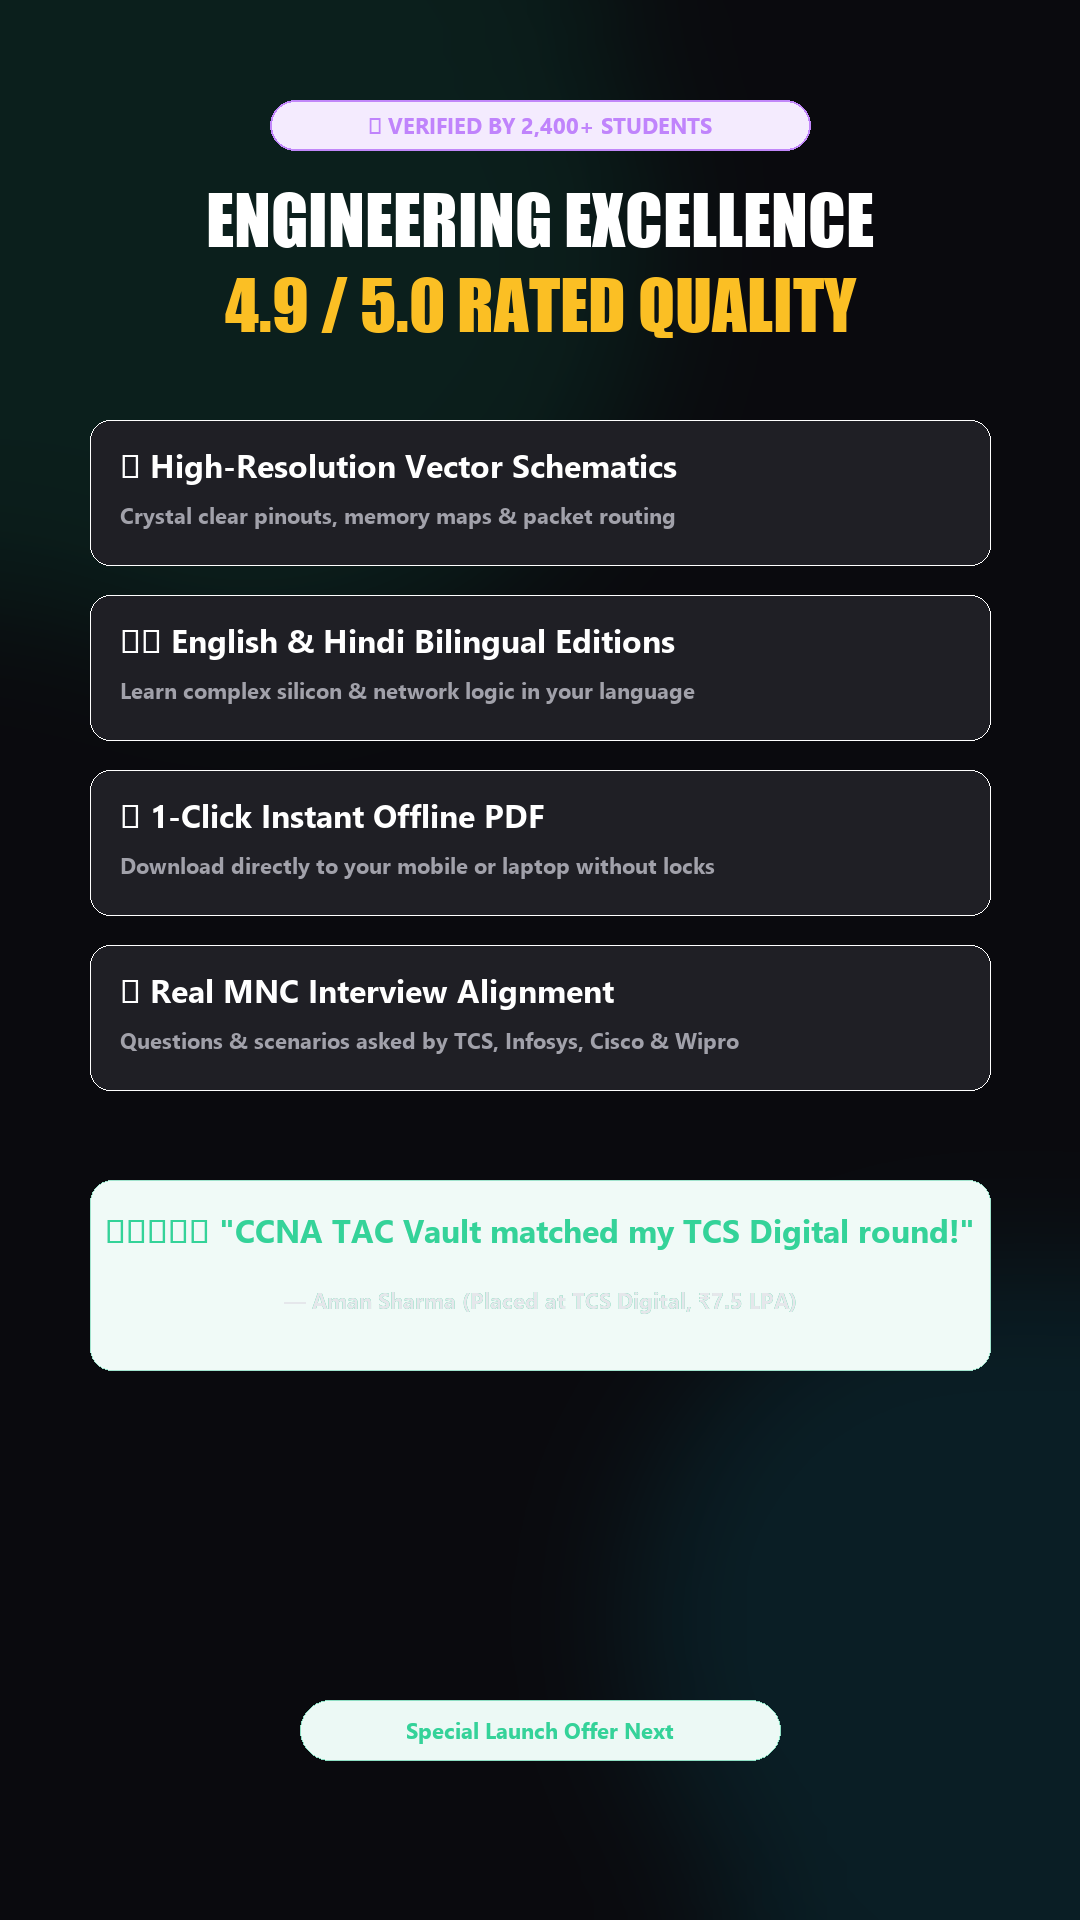 VERIFIED BY 2,400+ STUDENTS
ENGINEERING EXCELLENCE
4.9 / 5.0 RATED QUALITY
High-Resolution Vector Schematics
Crystal clear pinouts, memory maps & packet routing
English & Hindi Bilingual Editions
Learn complex silicon & network logic in your language
1-Click Instant Offline PDF
Download directly to your mobile or laptop without locks
Real MNC Interview Alignment
Questions & scenarios asked by TCS, Infosys, Cisco & Wipro
"CCNA TAC Vault matched my TCS Digital round!"
— Aman Sharma (Placed at TCS Digital, ₹7.5 LPA)
Special Launch Offer Next